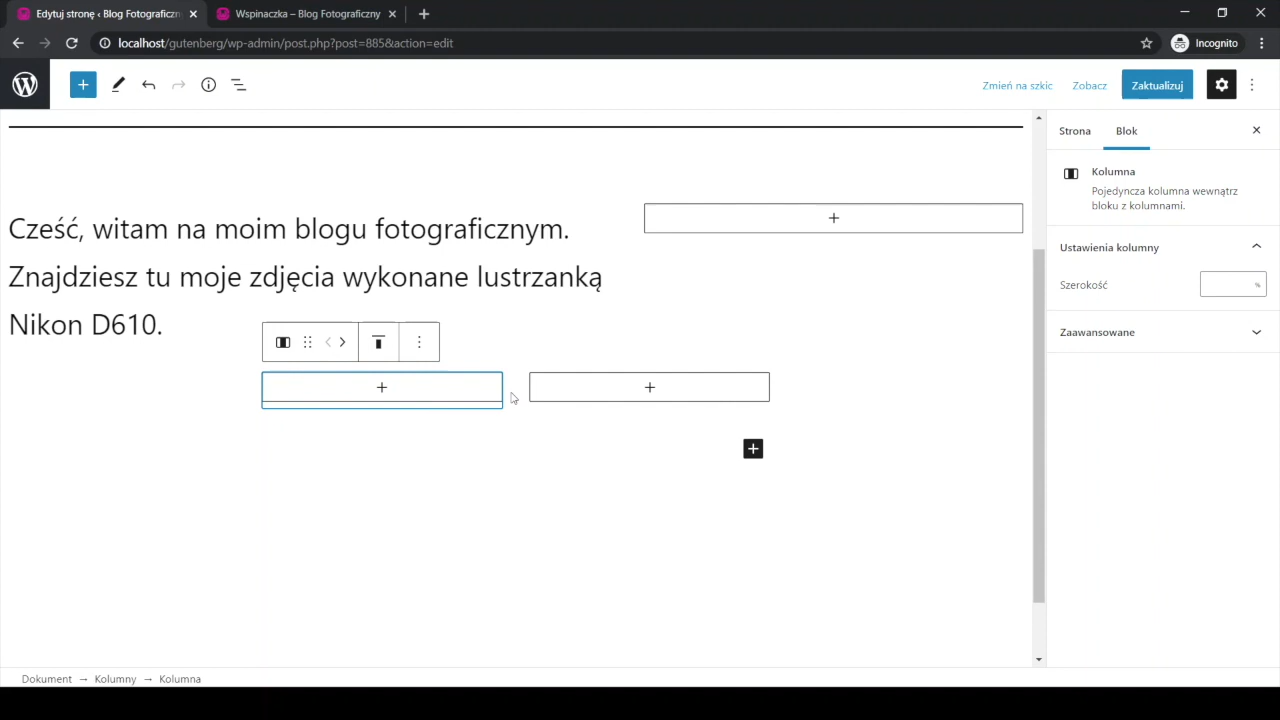 Edytuj stronę ‹ Blog Fotograficzn
Wspinaczka – Blog Fotograficzny
localhost/gutenberg/wp-admin/post.php?post=885&action=edit
Incognito
Zmień na szkic
Zobacz
Zaktualizuj
Strona
Blok
Kolumna
Pojedyncza kolumna wewnątrz
bloku z kolumnami.
Ustawienia kolumny
Szerokość
%
Zaawansowane
Cześć, witam na moim blogu fotograficznym.
Znajdziesz tu moje zdjęcia wykonane lustrzanką
Nikon D610.
Dokument → Kolumny → Kolumna